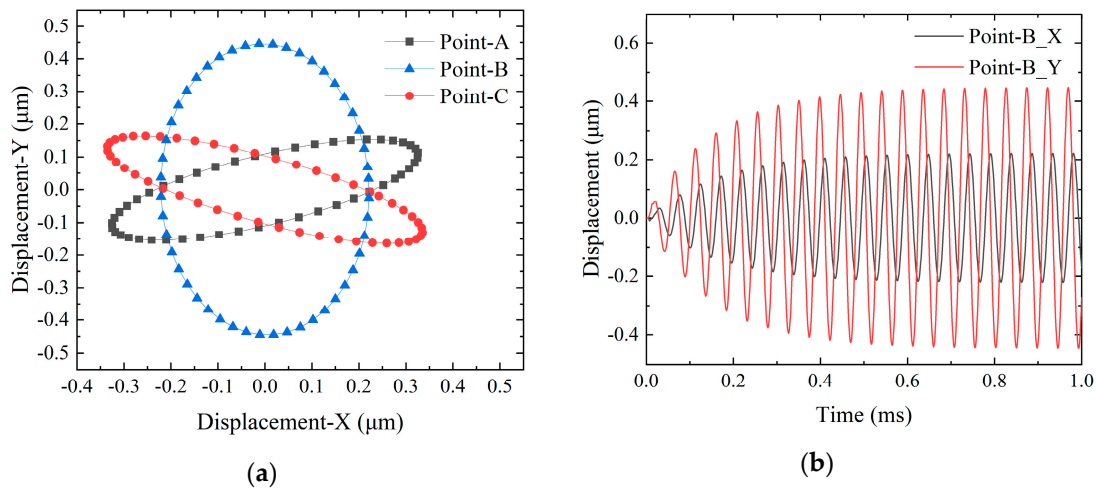 0.5
0.4
0.3
0.2
0.1
0.0
-0.1
-0.2
-0.3
-0.4
-0.5
Displacement-Y (μm)
Point-A
Point-B
Point-C
-0.4 -0.3 -0.2 -0.1 0.0 0.1 0.2 0.3 0.4 0.5
Displacement-X (μm)
(a)
0.6
0.4
0.2
0.0
-0.2
-0.4
Displacement (μm)
Point-B_X
Point-B_Y
0.0 0.2 0.4 0.6 0.8 1.0
Time (ms)
(b)